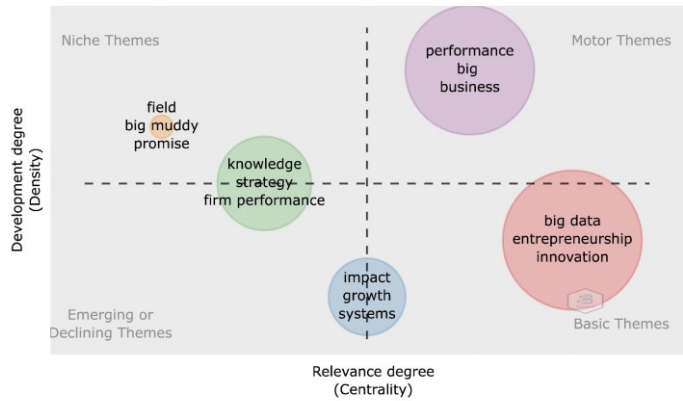 Niche Themes
Motor Themes
performance
big
business
field
big muddy
promise
knowledge
strategy
firm performance
big data
entrepreneurship
innovation
impact
growth
systems
Emerging or
Declining Themes
Basic Themes
Development degree
(Density)
Relevance degree
(Centrality)